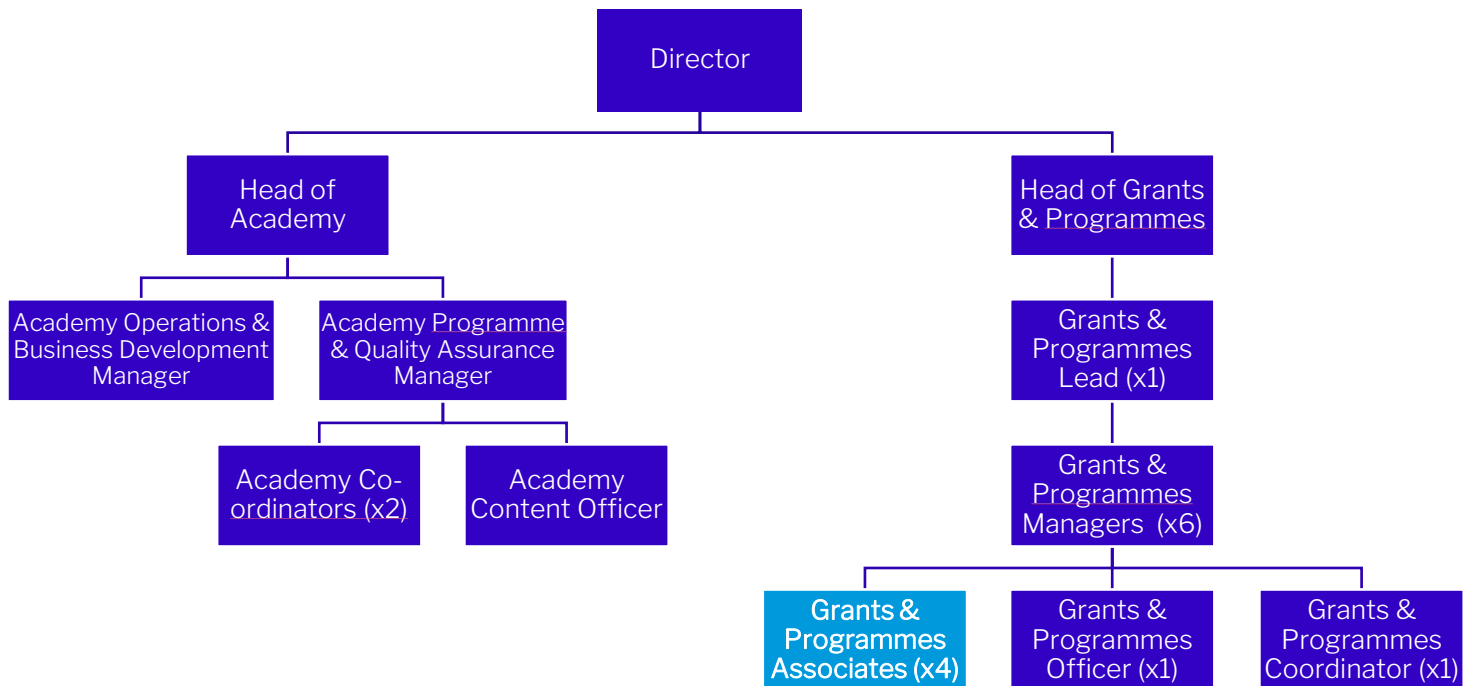 Director
Head of
Academy
Head of Grants
& Programmes
Academy Operations &
Business Development
Manager
Academy Programme
& Quality Assurance
Manager
Grants &
Programmes
Lead (x1)
Academy Co-
ordinators (x2)
Academy
Content Officer
Grants &
Programmes
Managers  (x6)
Grants &
Programmes
Associates (x4)
Grants &
Programmes
Officer (x1)
Grants &
Programmes
Coordinator (x1)